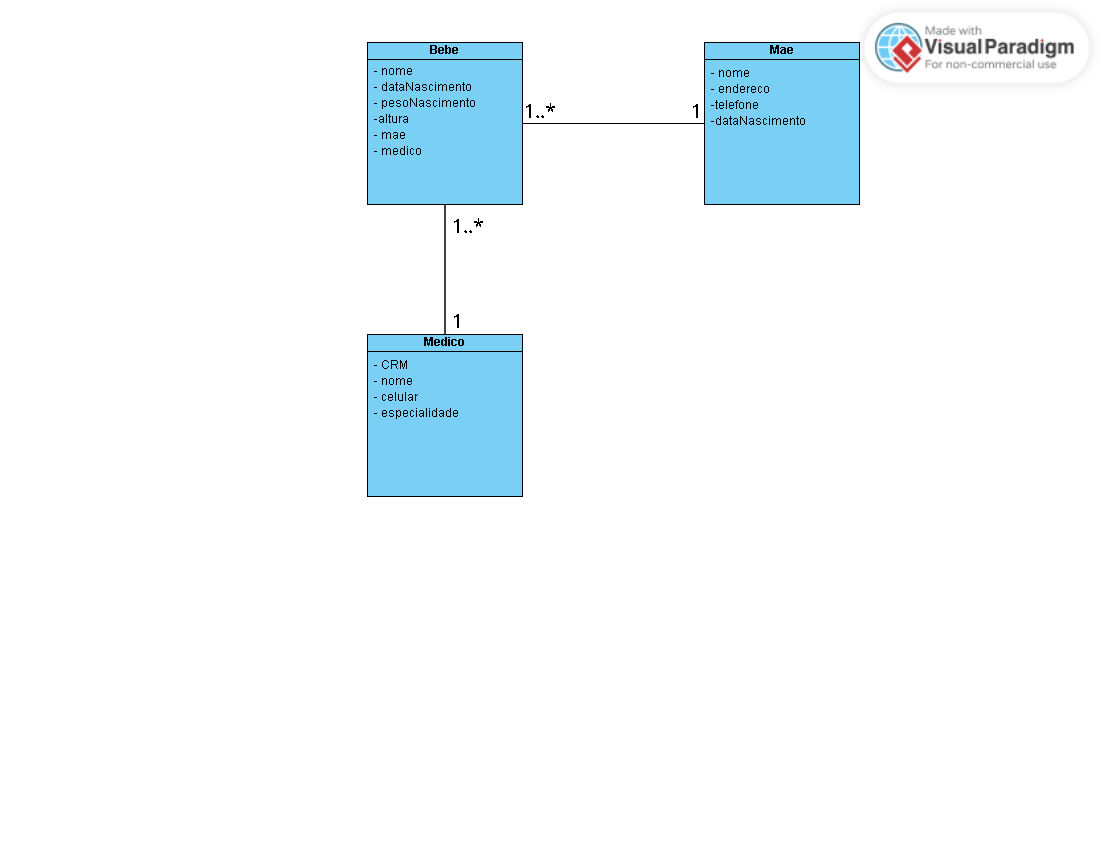 Made with
Visual Paradigm
For non-commercial use
Bebe
- nome
- dataNascimento
- pesoNascimento
-altura
- mae
- medico
1..*
1
Mae
- nome
- endereco
-telefone
-dataNascimento
1..*
1
Medico
- CRM
- nome
- celular
- especialidade